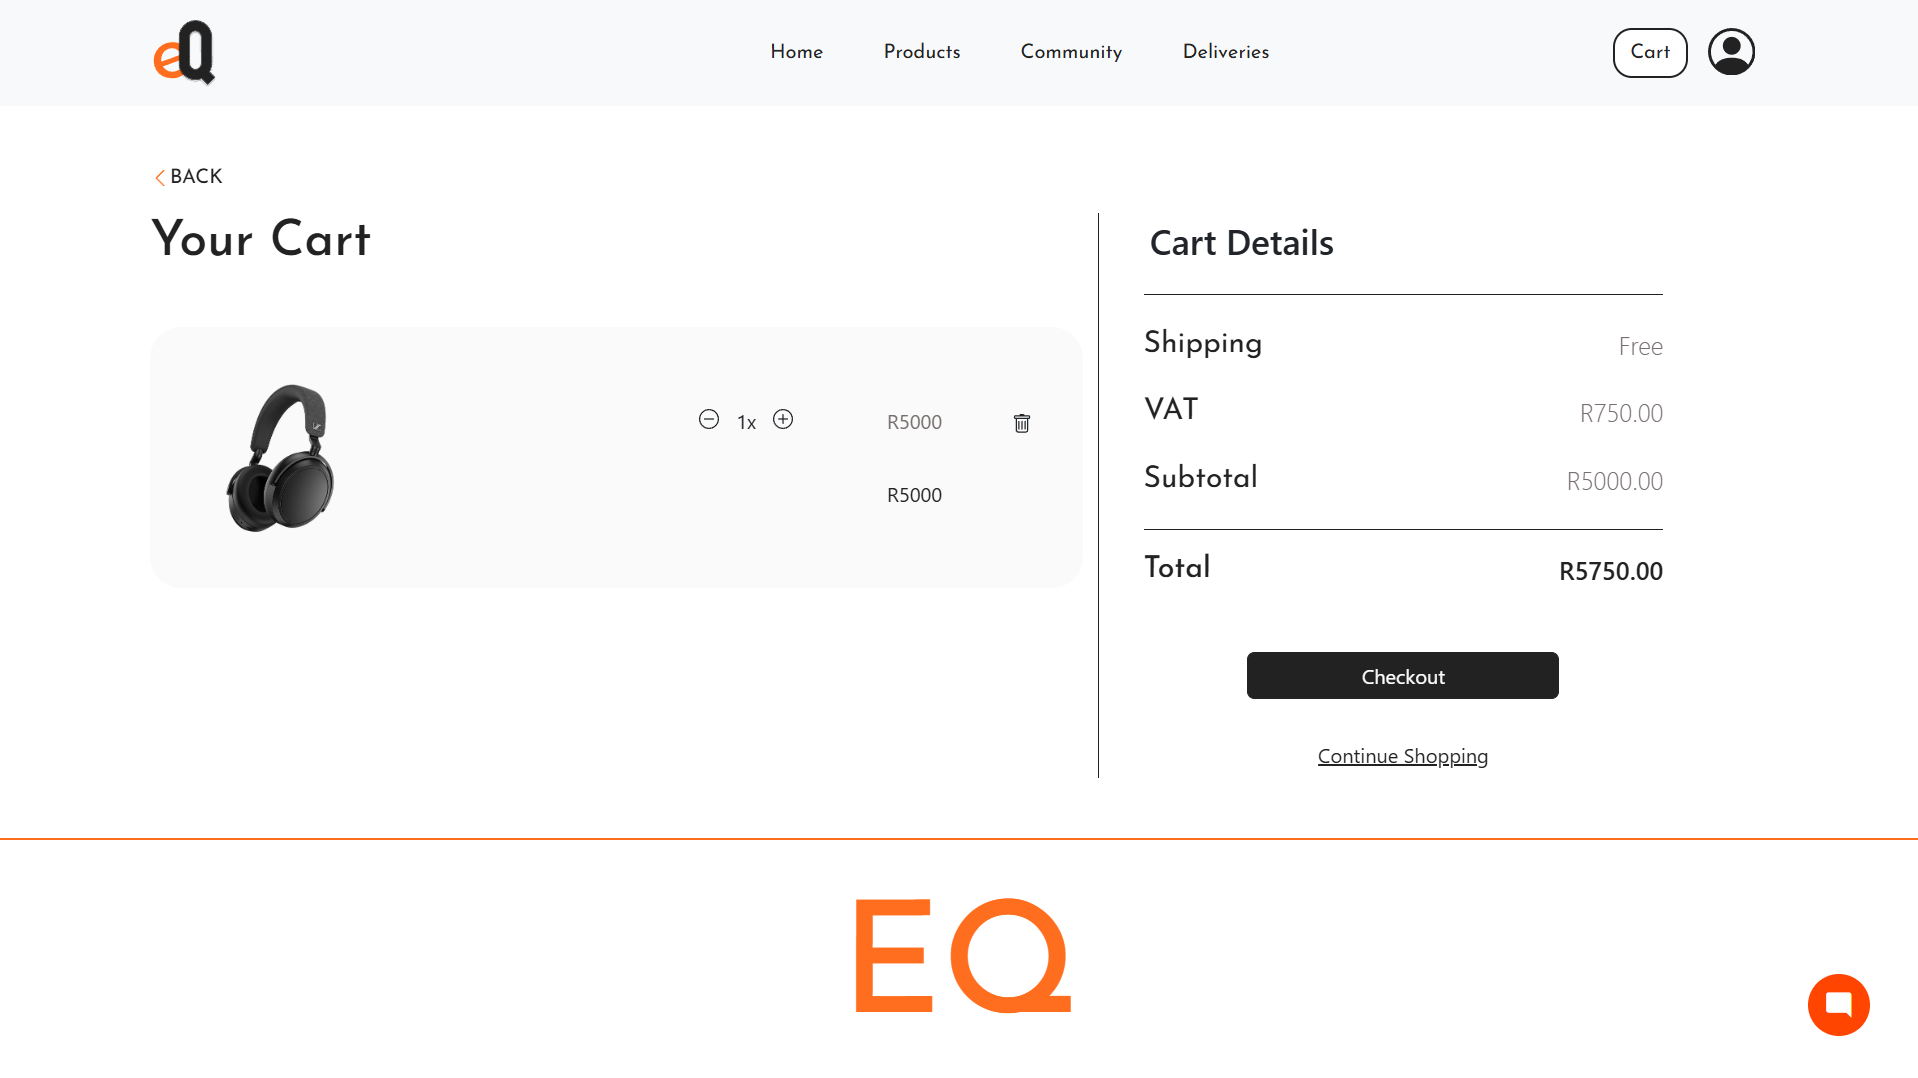 eQ
Home
Products
Community
Deliveries
Cart
BACK
Your Cart
1x
R5000
R5000
Cart Details
Shipping
Free
VAT
R750.00
Subtotal
R5000.00
Total
R5750.00
Checkout
Continue Shopping
EQ